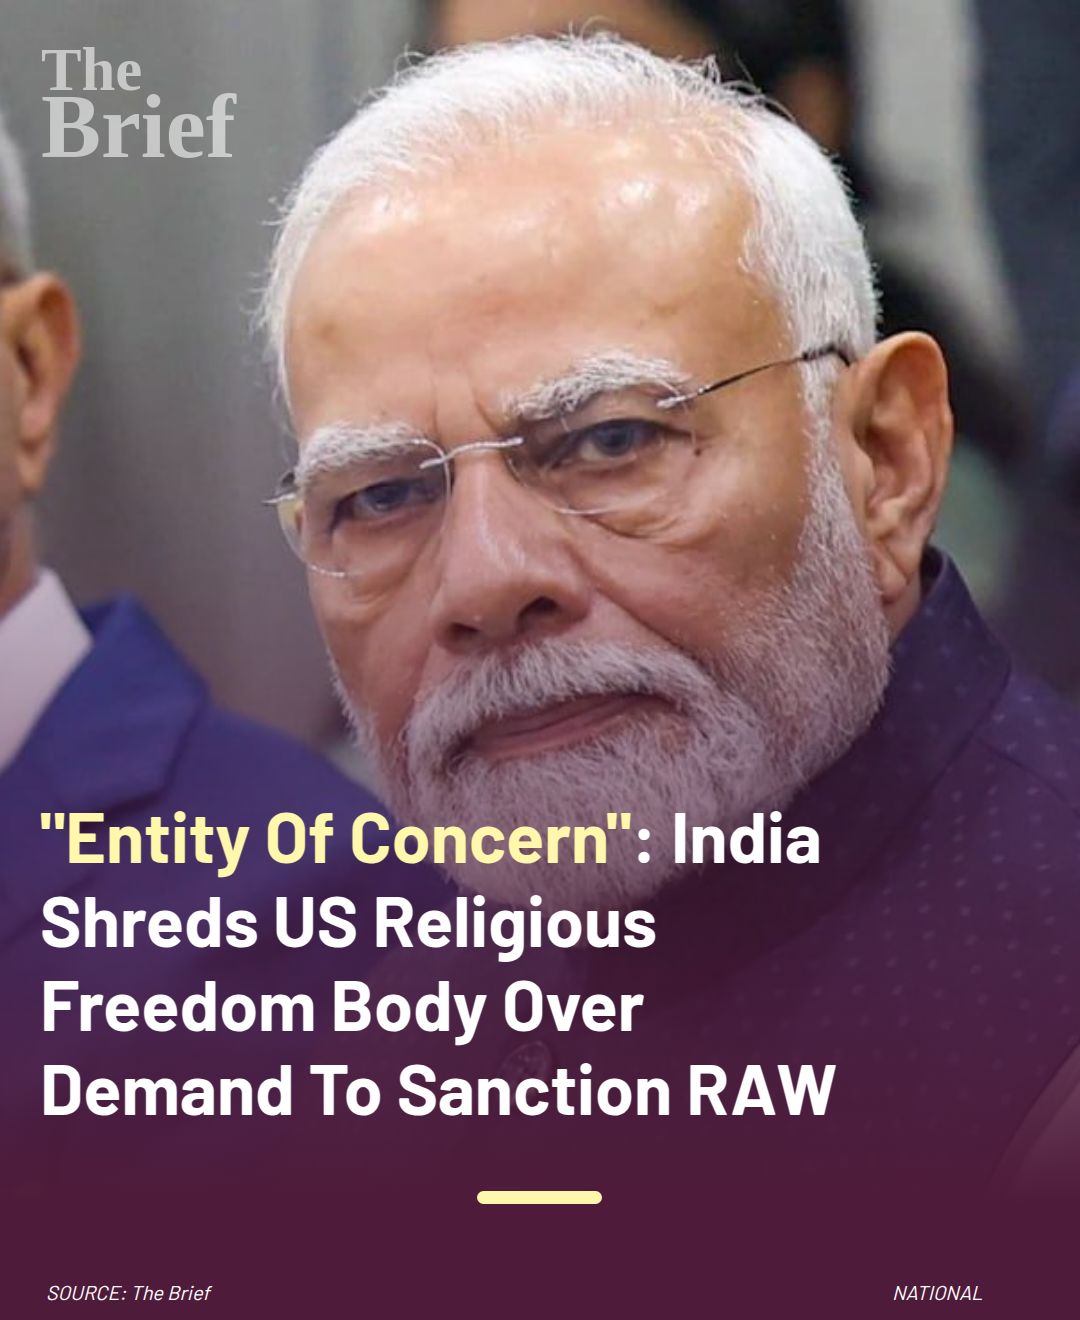 The
Brief
"Entity Of Concern": India
Shreds US Religious
Freedom Body Over
Demand To Sanction RAW
SOURCE: The Brief
NATIONAL